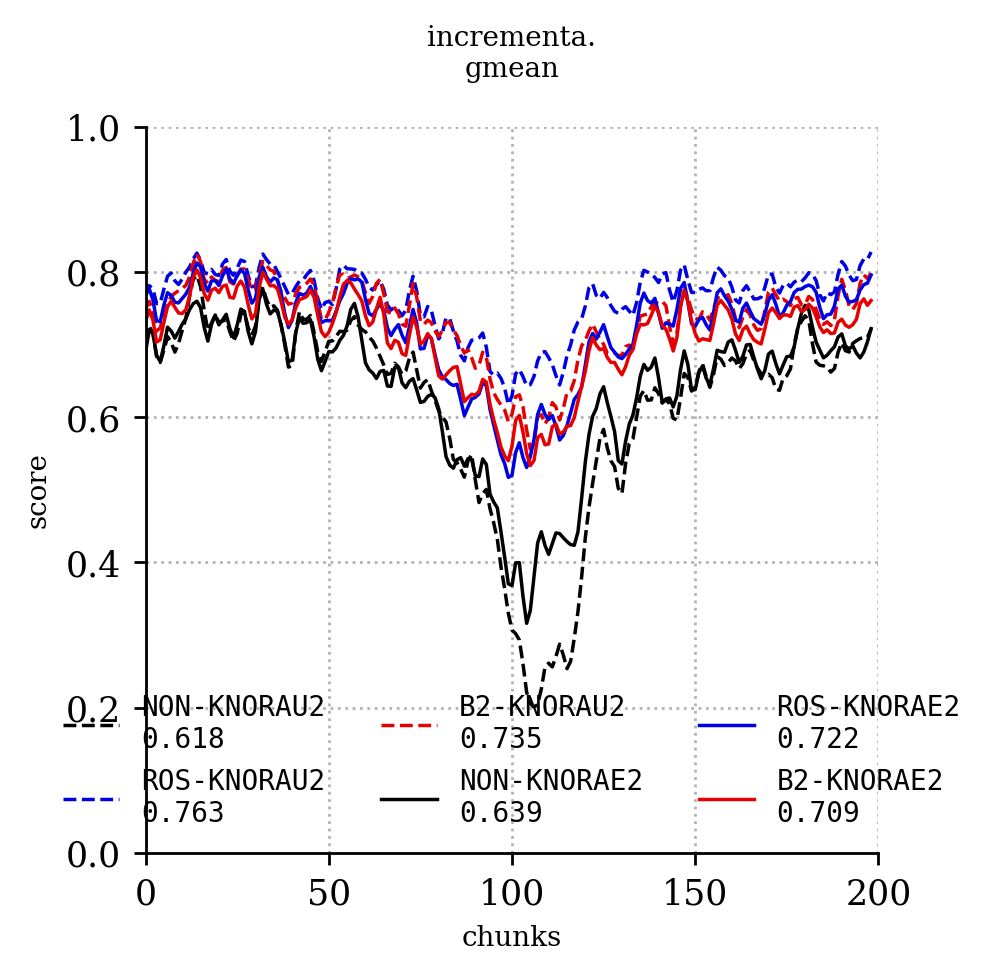 incrementa.
gmean
1.0
0.8
0.6
0.4
0.2
0.0
score
NON-KNORAU2
0.618
ROS-KNORAU2
0.763
B2-KNORAU2
0.735
NON-KNORAE2
0.639
ROS-KNORAE2
0.722
B2-KNORAE2
0.709
0 50 100 150 200
chunks